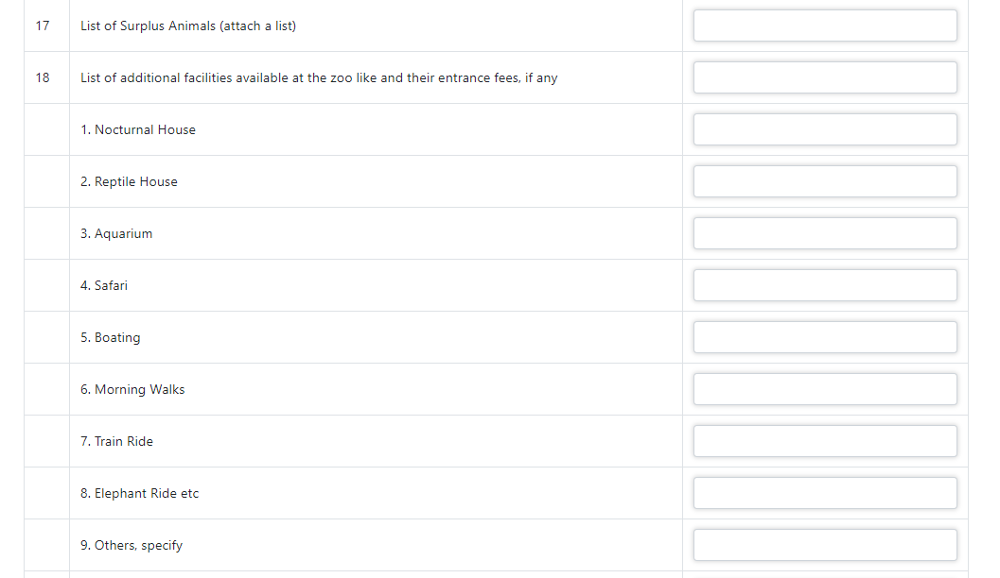 17 List of Surplus Animals (attach a list)
18 List of additional facilities available at the zoo like and their entrance fees, if any
1. Nocturnal House
2. Reptile House
3. Aquarium
4. Safari
5. Boating
6. Morning Walks
7. Train Ride
8. Elephant Ride etc
9. Others, specify